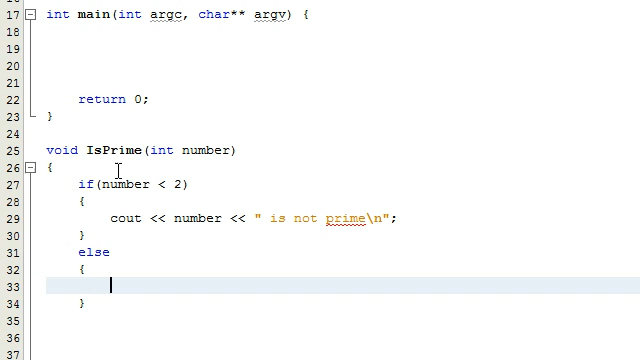 17 int main(int argc, char** argv) {
18
19
20
21
22 return 0;
23 }
24
25 void IsPrime(int number)
26 {
27 if(number < 2)
28 {
29 cout << number << " is not prime\n";
30 }
31 else
32 {
33
34 }
35
36
37